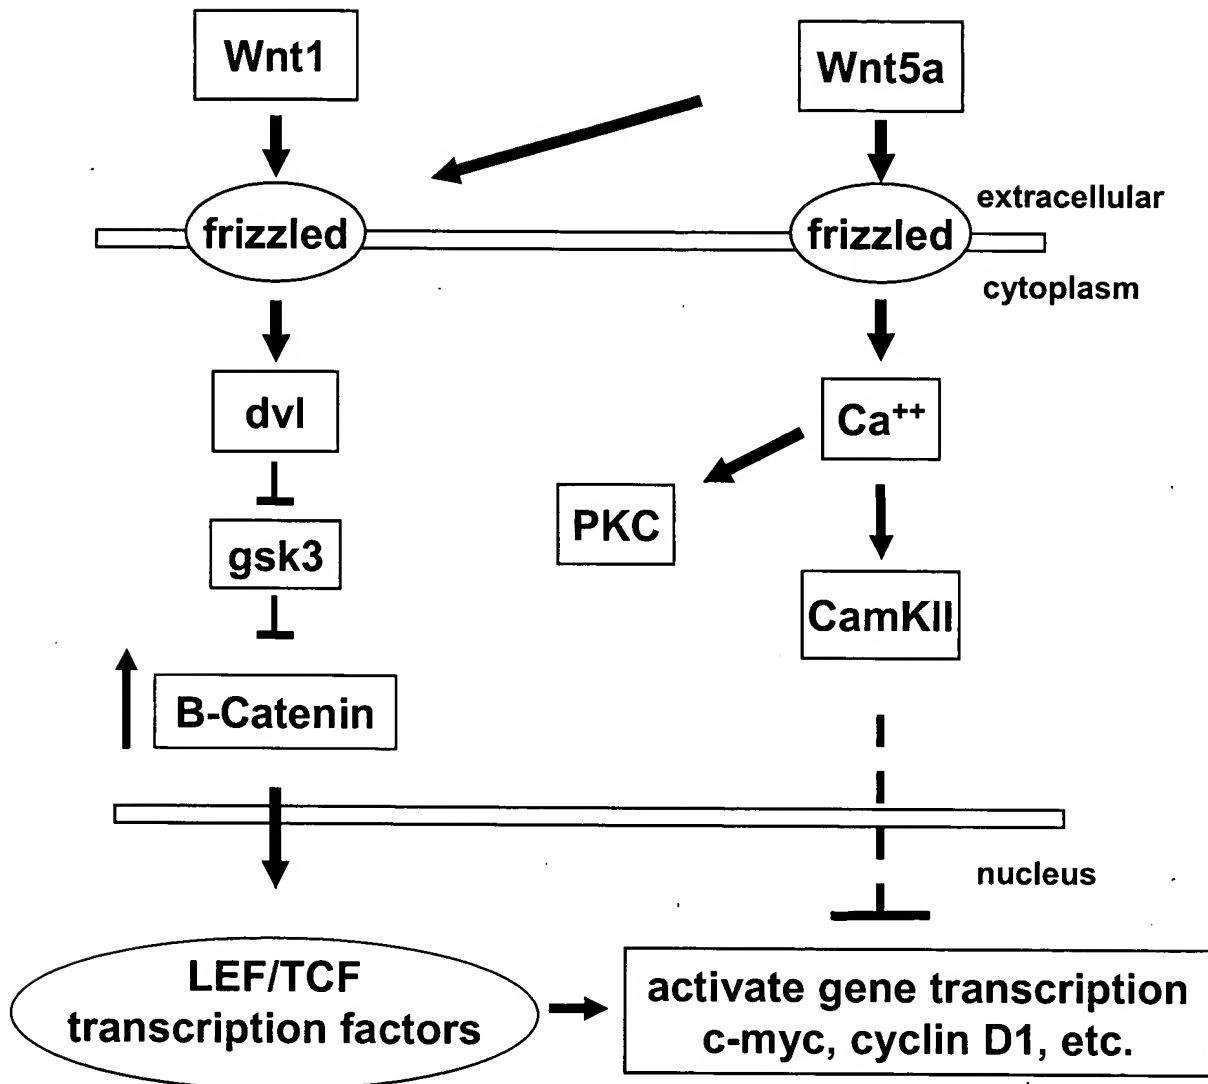 Wnt1
Wnt5a
extracellular
frizzled
frizzled
cytoplasm
dvl
Ca++
PKC
gsk3
CamKII
B-Catenin
nucleus
LEF/TCF
transcription factors
activate gene transcription
c-myc, cyclin D1, etc.